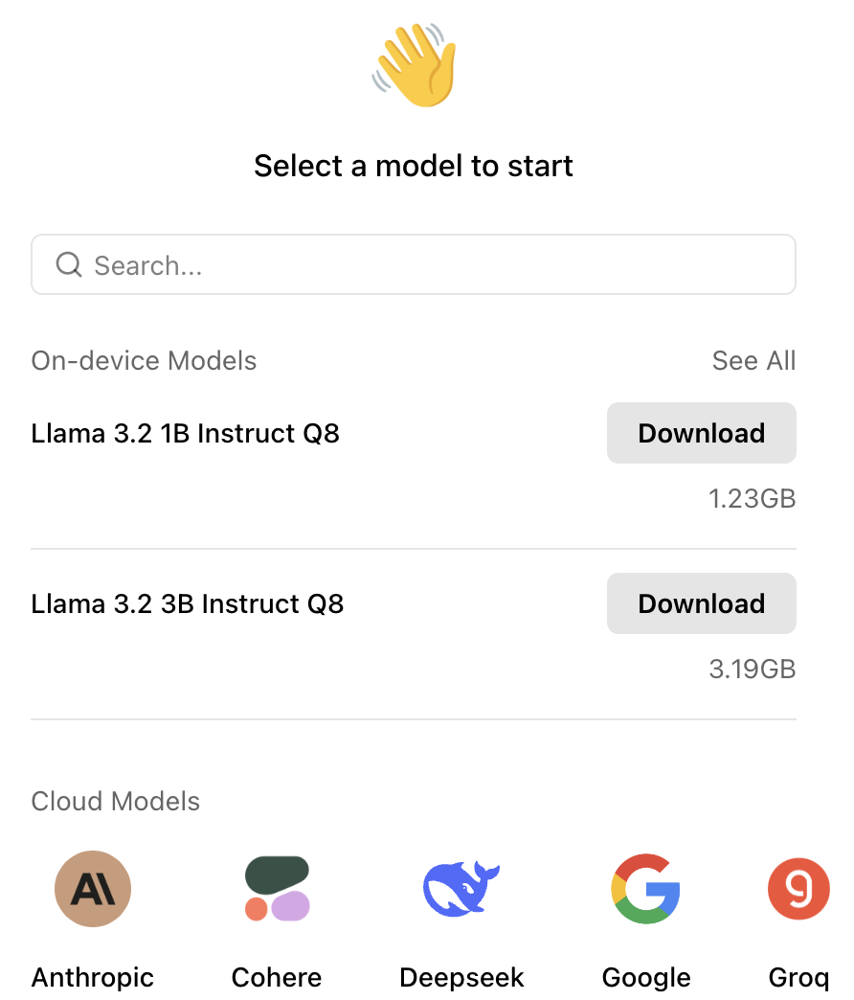 Select a model to start
Search...
On-device Models See All
Llama 3.2 1B Instruct Q8 Download
1.23GB
Llama 3.2 3B Instruct Q8 Download
3.19GB
Cloud Models
Anthropic Cohere Deepseek Google Groq